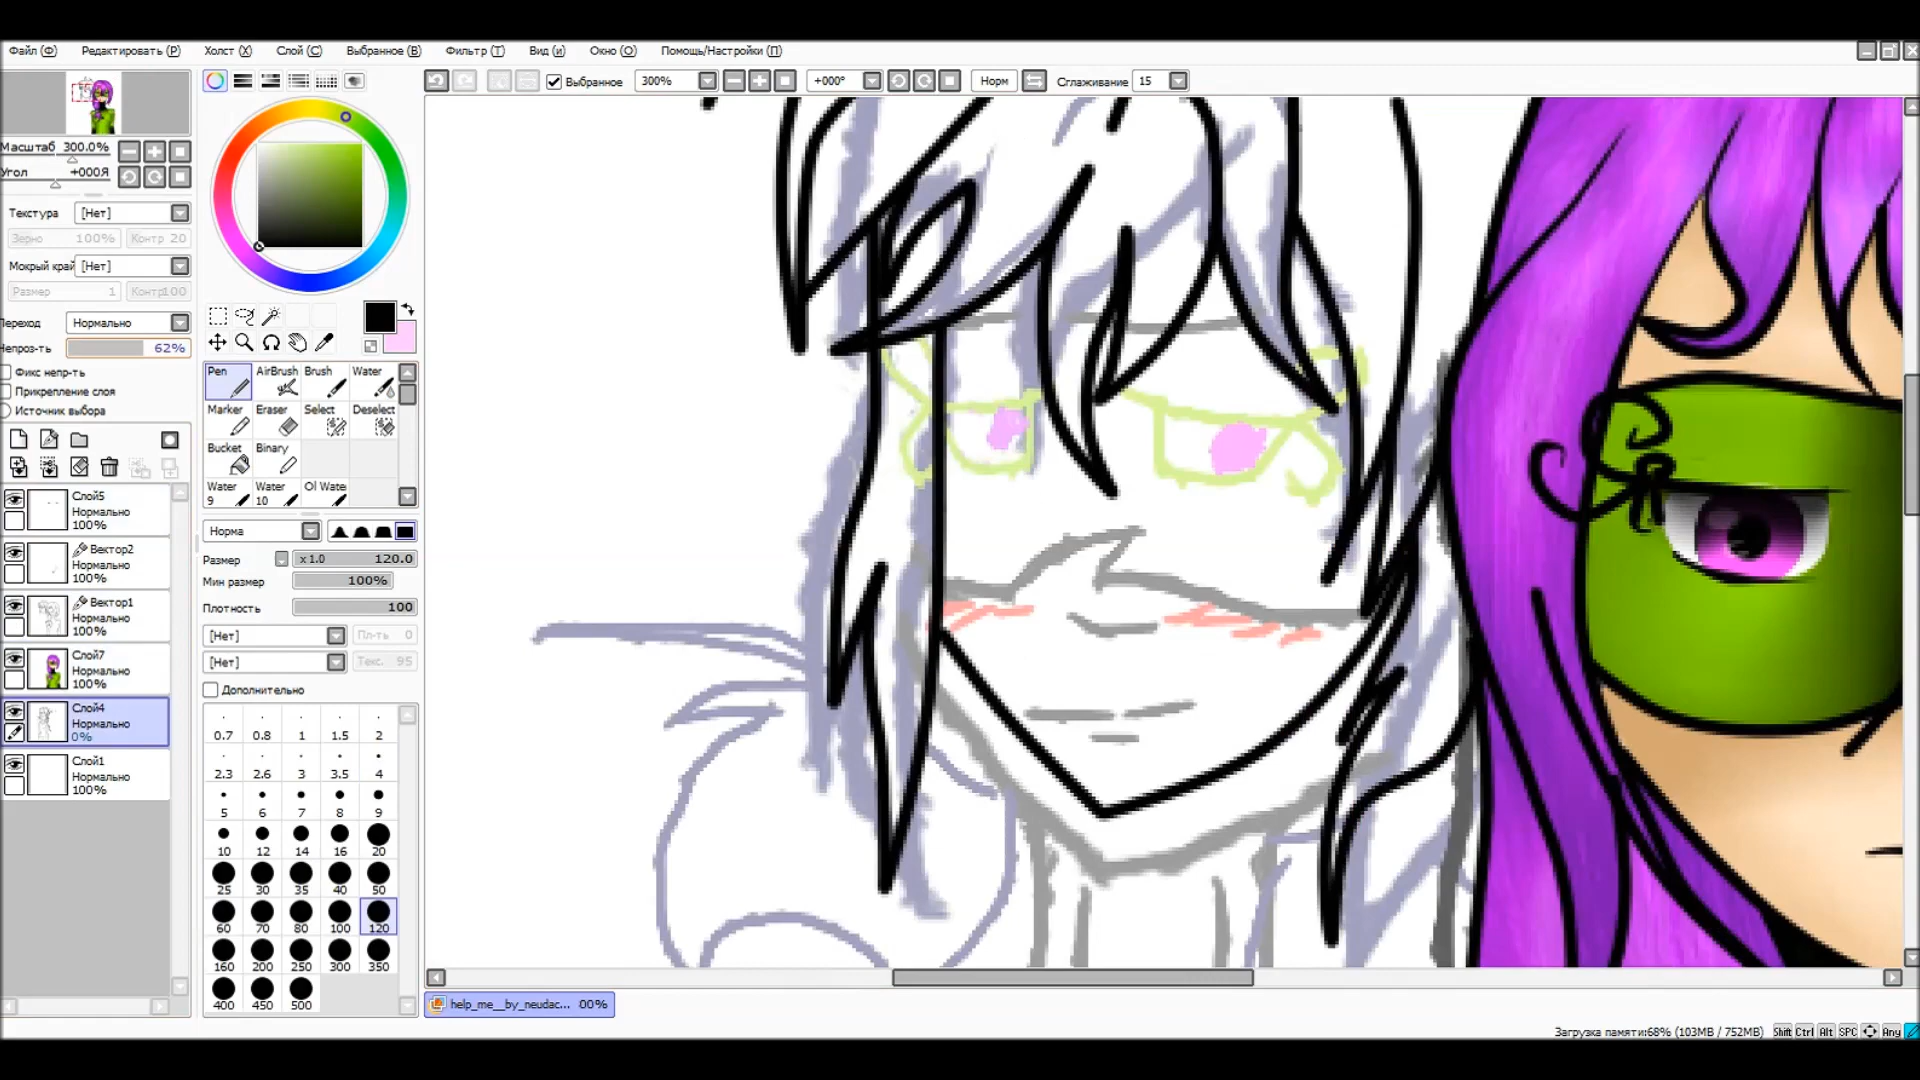 Файл (Ф) Редактировать (Р) Холст (Х) Слой (С) Выбранное (В) Фильтр (Т) Вид (и) Окно (О) Помощь/Настройки (П)
Выбранное 300% +000° Норм Сглаживание 15
Масштаб 300.0%
Угол +000Я
Текстура [Нет]
Зерно 100% Контр 20
Мокрый край [Нет]
Размер 1 Контр100
Переход Нормально
Непроз-ть 62%
Фикс непр-ть
Прикрепление слоя
Источник выбора
Слой5
Нормально
100%
Вектор2
Нормально
100%
Вектор1
Нормально
100%
Слой7
Нормально
100%
Слой4
Нормально
0%
Слой1
Нормально
100%
Pen AirBrush Brush Water
Marker Eraser Select Deselect
Bucket Binary
Water 9 Water 10 Ol Wate
Норма
Размер x 1.0 120.0
Мин размер 100%
Плотность 100
[Нет] Пл-ть 0
[Нет] Текс. 95
Дополнительно
0.7 0.8 1 1.5 2
2.3 2.6 3 3.5 4
5 6 7 8 9
10 12 14 16 20
25 30 35 40 50
60 70 80 100 120
160 200 250 300 350
400 450 500
help_me__by_neudac... 00%
Загрузка памяти:68% (103MB / 752MB) Shift Ctrl Alt SPC Any